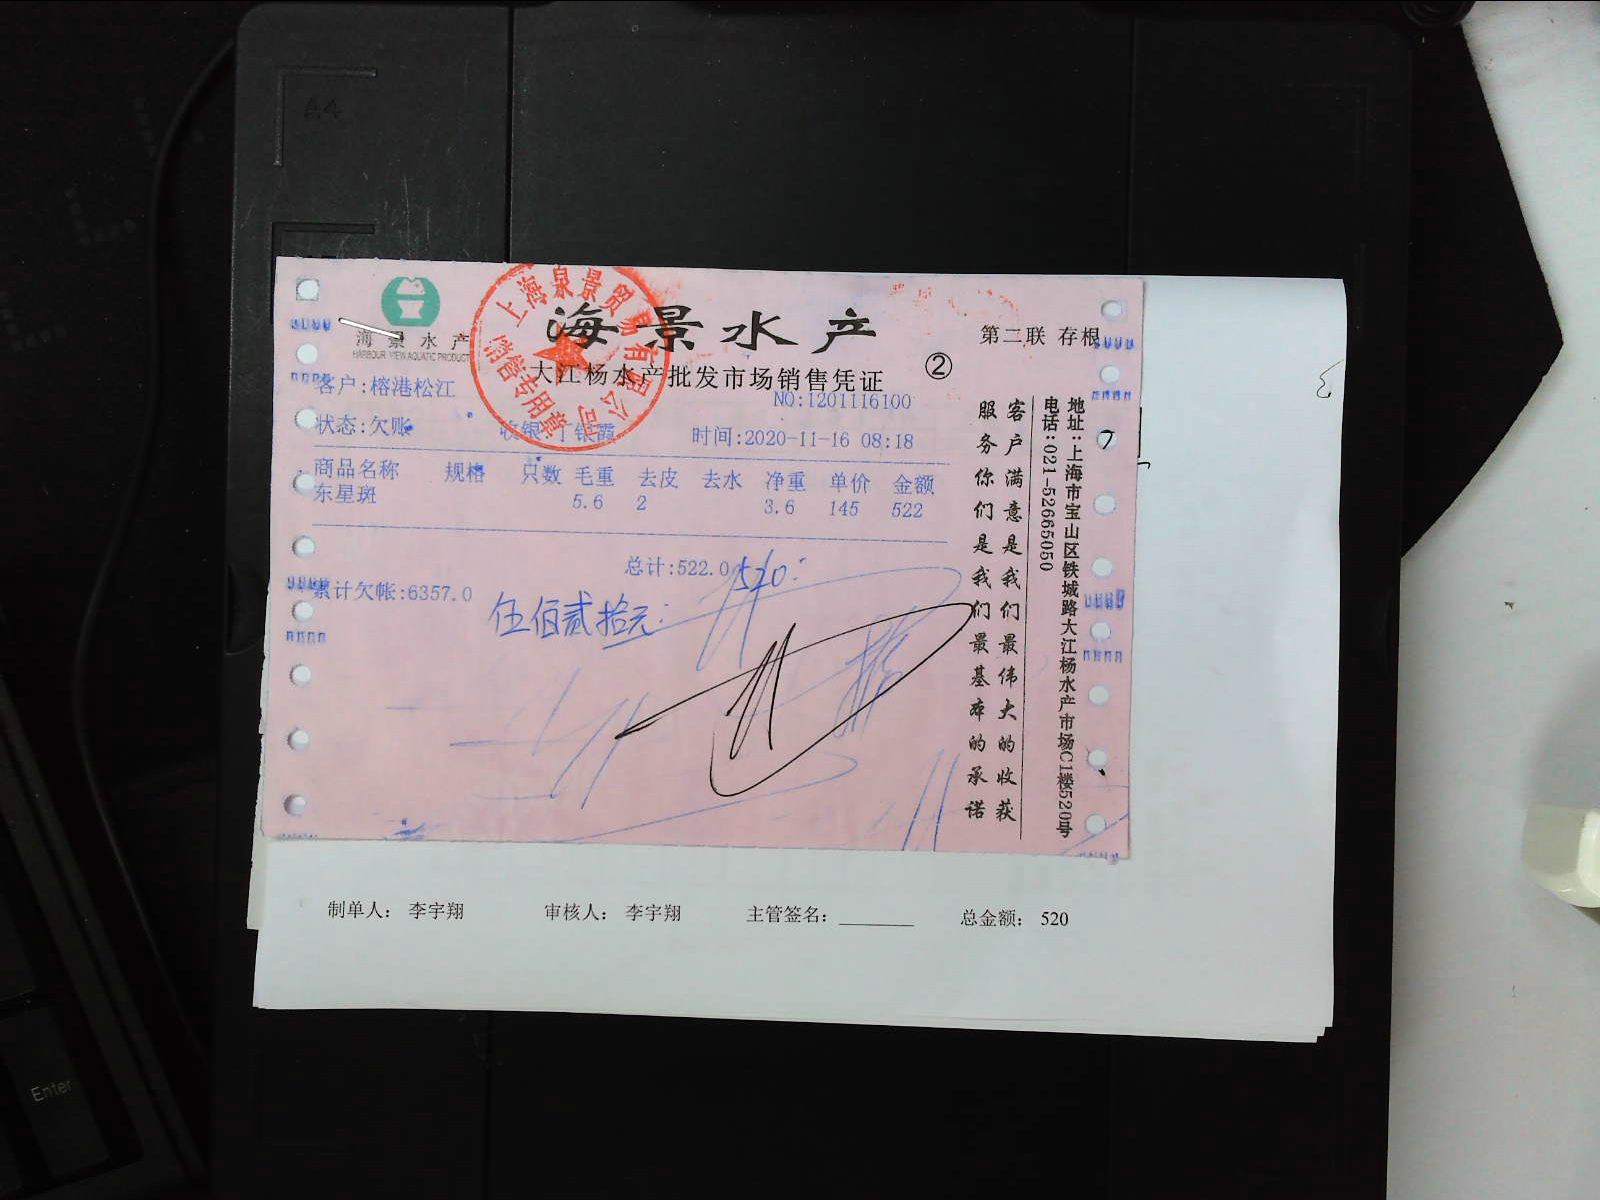 A4
海景水产
HARBOUR VIEW AQUATIC PRODUCT
上海泉景贸易有限公司
销管专用章
海景水产
大江杨水产批发市场销售凭证
②
第二联 存根
NO:1201116100
客户:榕港松江
状态:欠账 收银 丁银霞 时间:2020-11-16 08:18
商品名称 规格 只数 毛重 去皮 去水 净重 单价 金额
东星斑 5.6 2 3.6 145 522
总计:522.0
520:
累计欠帐:6357.0
伍佰贰拾元:
客户满意是我们最伟大的收获
服务你们是我们最基本的承诺
地址:上海市宝山区铁城路大江杨水产市场C1楼520号
电话:021-52665050
制单人: 李宇翔 审核人: 李宇翔 主管签名: 总金额: 520
Enter